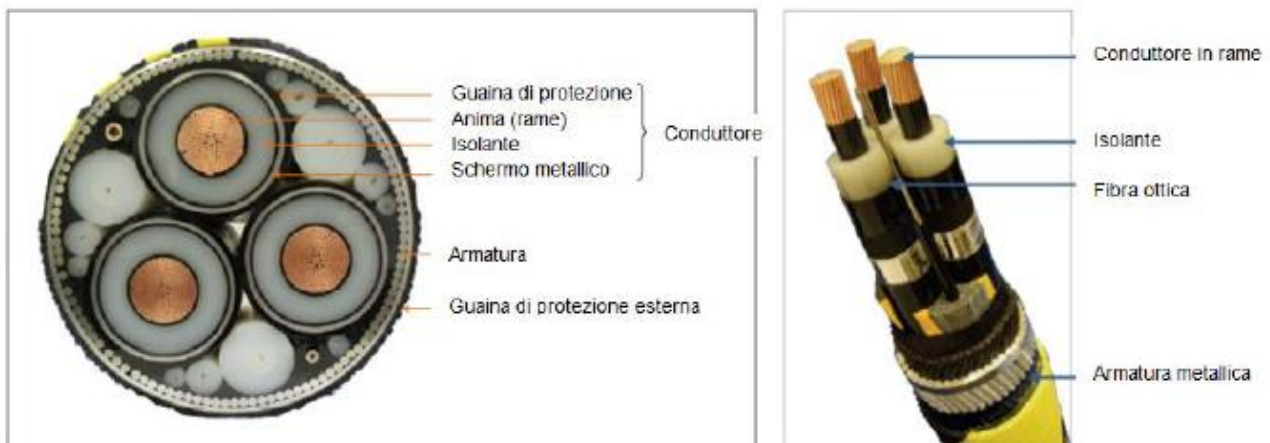 Guaina di protezione
Anima (rame)
Isolante
Schermo metallico
Conduttore
Armatura
Guaina di protezione esterna
Conduttore in rame
Isolante
Fibra ottica
Armatura metallica